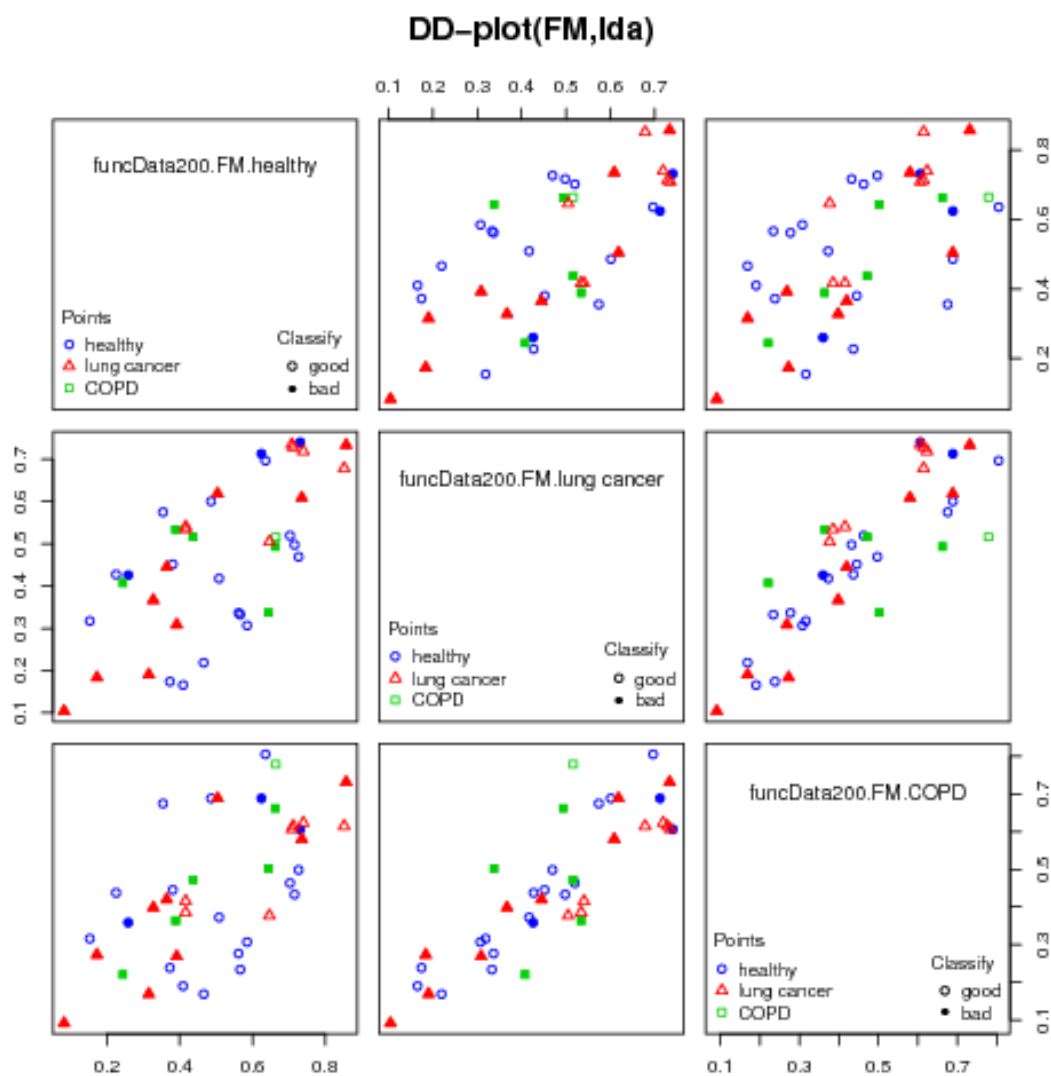 DD-plot(FM,lda)
0.1 0.2 0.3 0.4 0.5 0.6 0.7
funcData200.FM.healthy
Points
healthy
lung cancer
COPD
Classify
good
bad
0.2 0.4 0.6 0.8
0.1 0.2 0.3 0.4 0.5 0.6 0.7
funcData200.FM.lung cancer
Points
healthy
lung cancer
COPD
Classify
good
bad
funcData200.FM.COPD
Points
healthy
lung cancer
COPD
Classify
good
bad
0.1 0.3 0.5 0.7
0.2 0.4 0.6 0.8
0.1 0.3 0.5 0.7